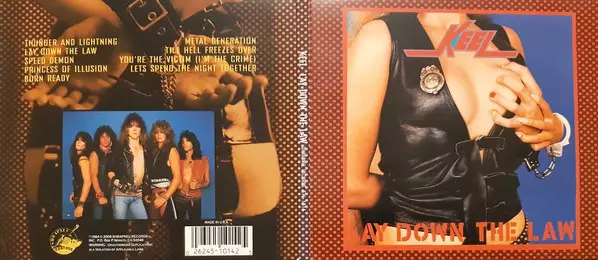 THUNDER AND LIGHTNING
LAY DOWN THE LAW
SPEED DEMON
PRINCESS OF ILLUSION
BORN READY
METAL GENERATION
TILL HELL FREEZES OVER
YOU'RE THE VICTIM (I'M THE CRIME)
LETS SPEND THE NIGHT TOGETHER
SHRAPNEL
RECORDS
MADE IN U.S.A.
26245-10142
KEEL "LAY DOWN THE LAW"
KEEL
LAY DOWN THE LAW